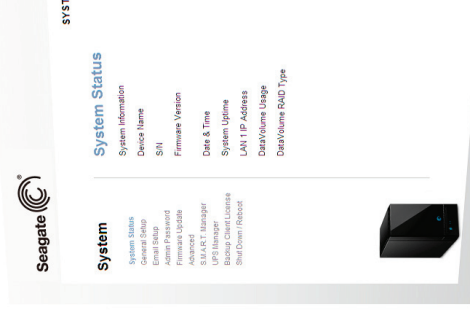 Seagate
SYST
System
System Status
General Setup
Email Setup
Admin Password
Firmware Update
Advanced
S.M.A.R.T. Manager
UPS Manager
Backup Client License
Shut Down / Reboot
System Status
System Information
Device Name
S/N
Firmware Version
Date & Time
System Uptime
LAN 1 IP Address
DataVolume Usage
DataVolume RAID Type